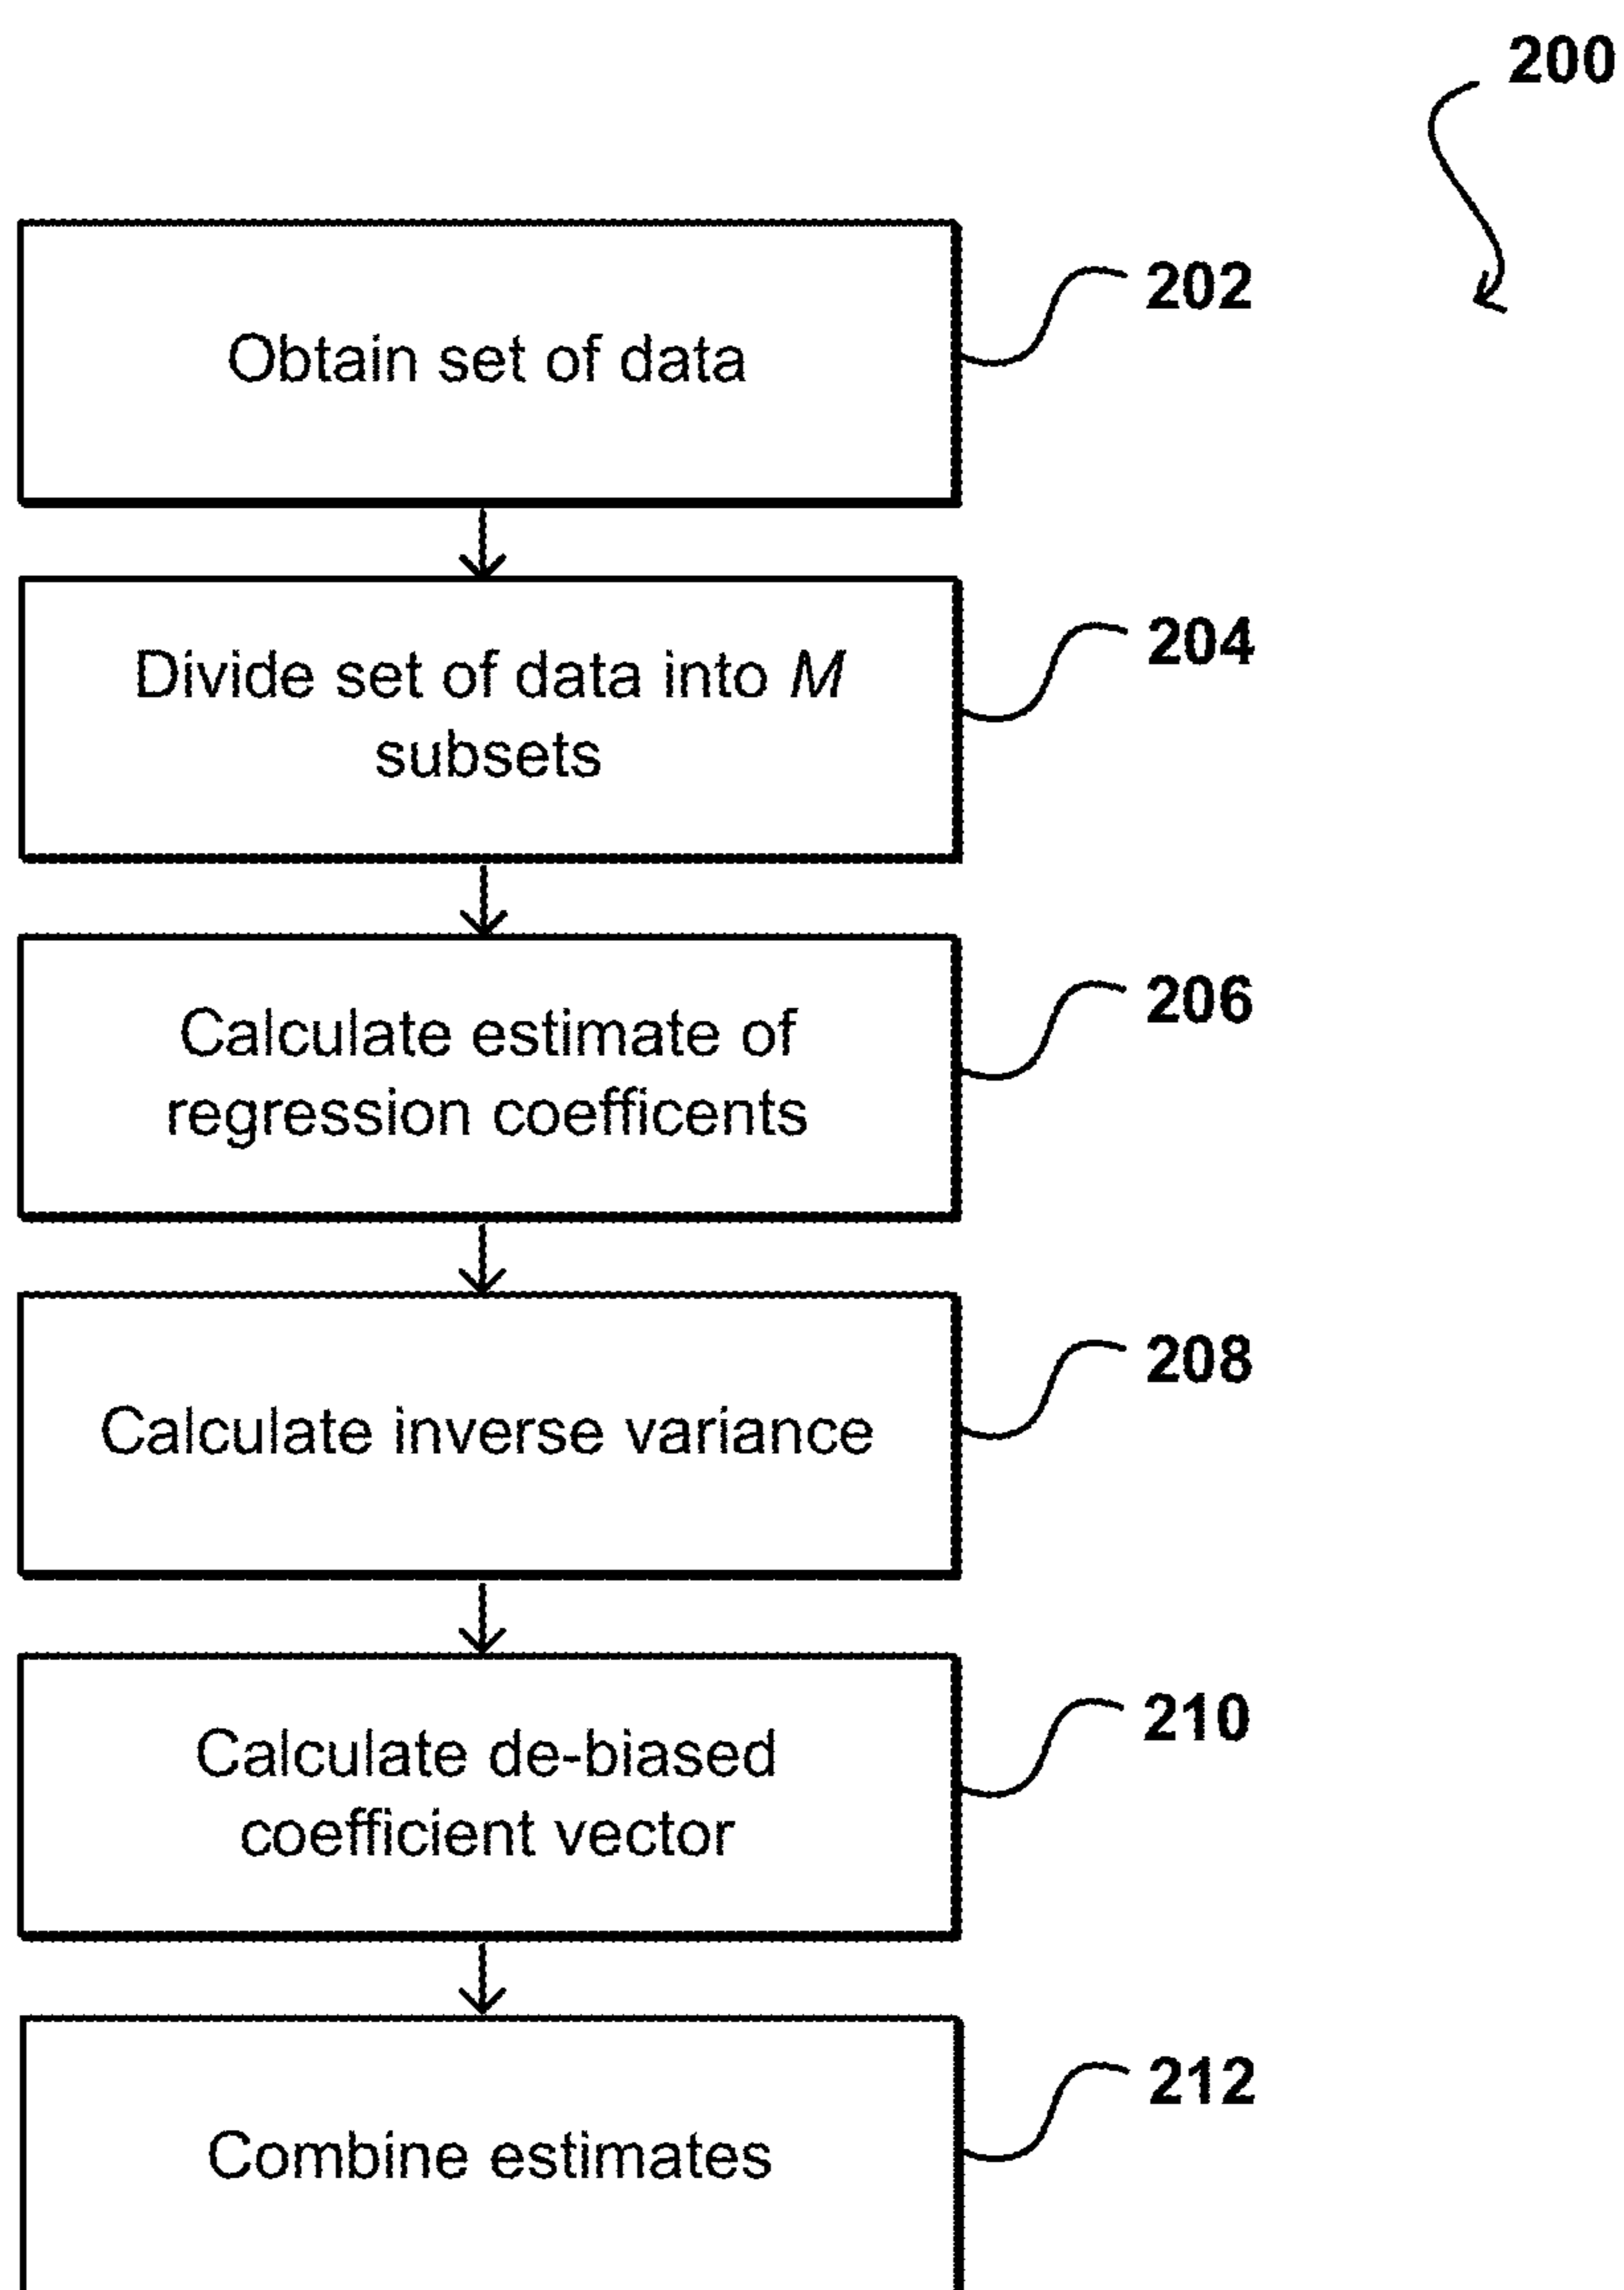 200
Obtain set of data
202
Divide set of data into M
subsets
204
Calculate estimate of
regression coefficents
206
Calculate inverse variance
208
Calculate de-biased
coefficient vector
210
Combine estimates
212